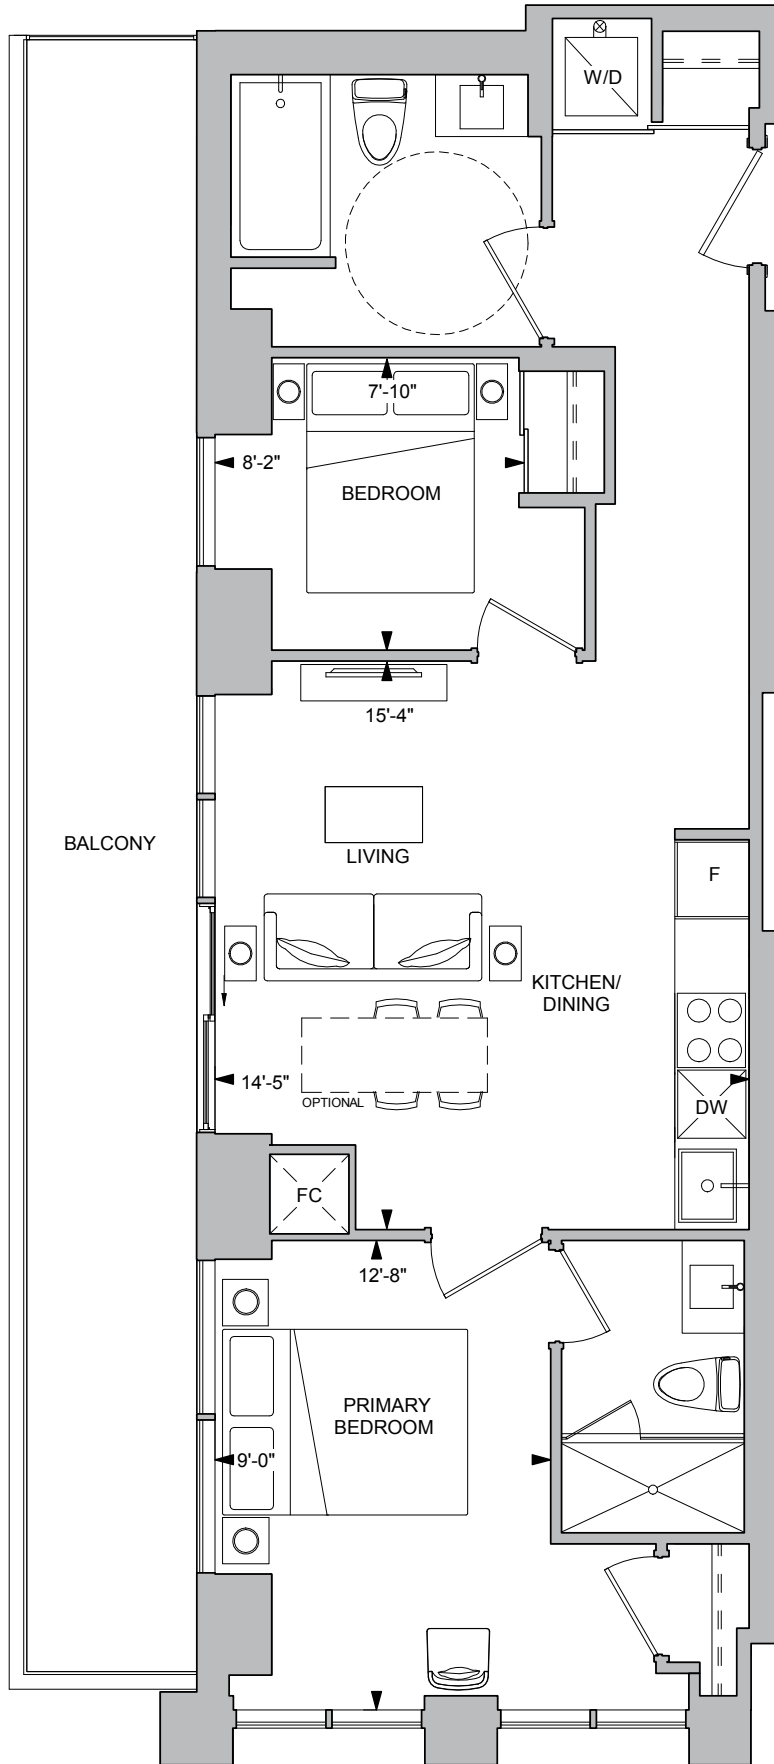 W/D
7'-10"
8'-2"
BEDROOM
15'-4"
BALCONY
LIVING
F
KITCHEN/
DINING
14'-5"
OPTIONAL
DW
FC
12'-8"
PRIMARY
BEDROOM
9'-0"